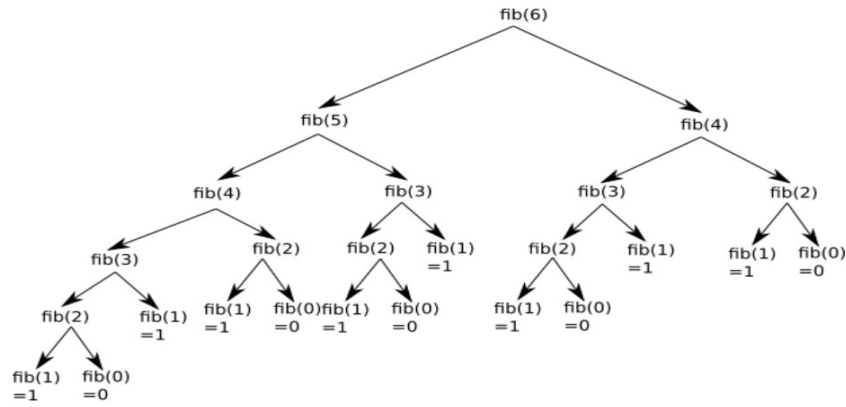 fib(6)
fib(5)
fib(4)
fib(4)
fib(3)
fib(3)
fib(2)
fib(3)
fib(2)
fib(2)
fib(1)
=1
fib(2)
fib(1)
=1
fib(1)
=1
fib(0)
=0
fib(2)
fib(1)
=1
fib(1)
=1
fib(0)
=0
fib(1)
=1
fib(0)
=0
fib(1)
=1
fib(0)
=0
fib(1)
=1
fib(0)
=0